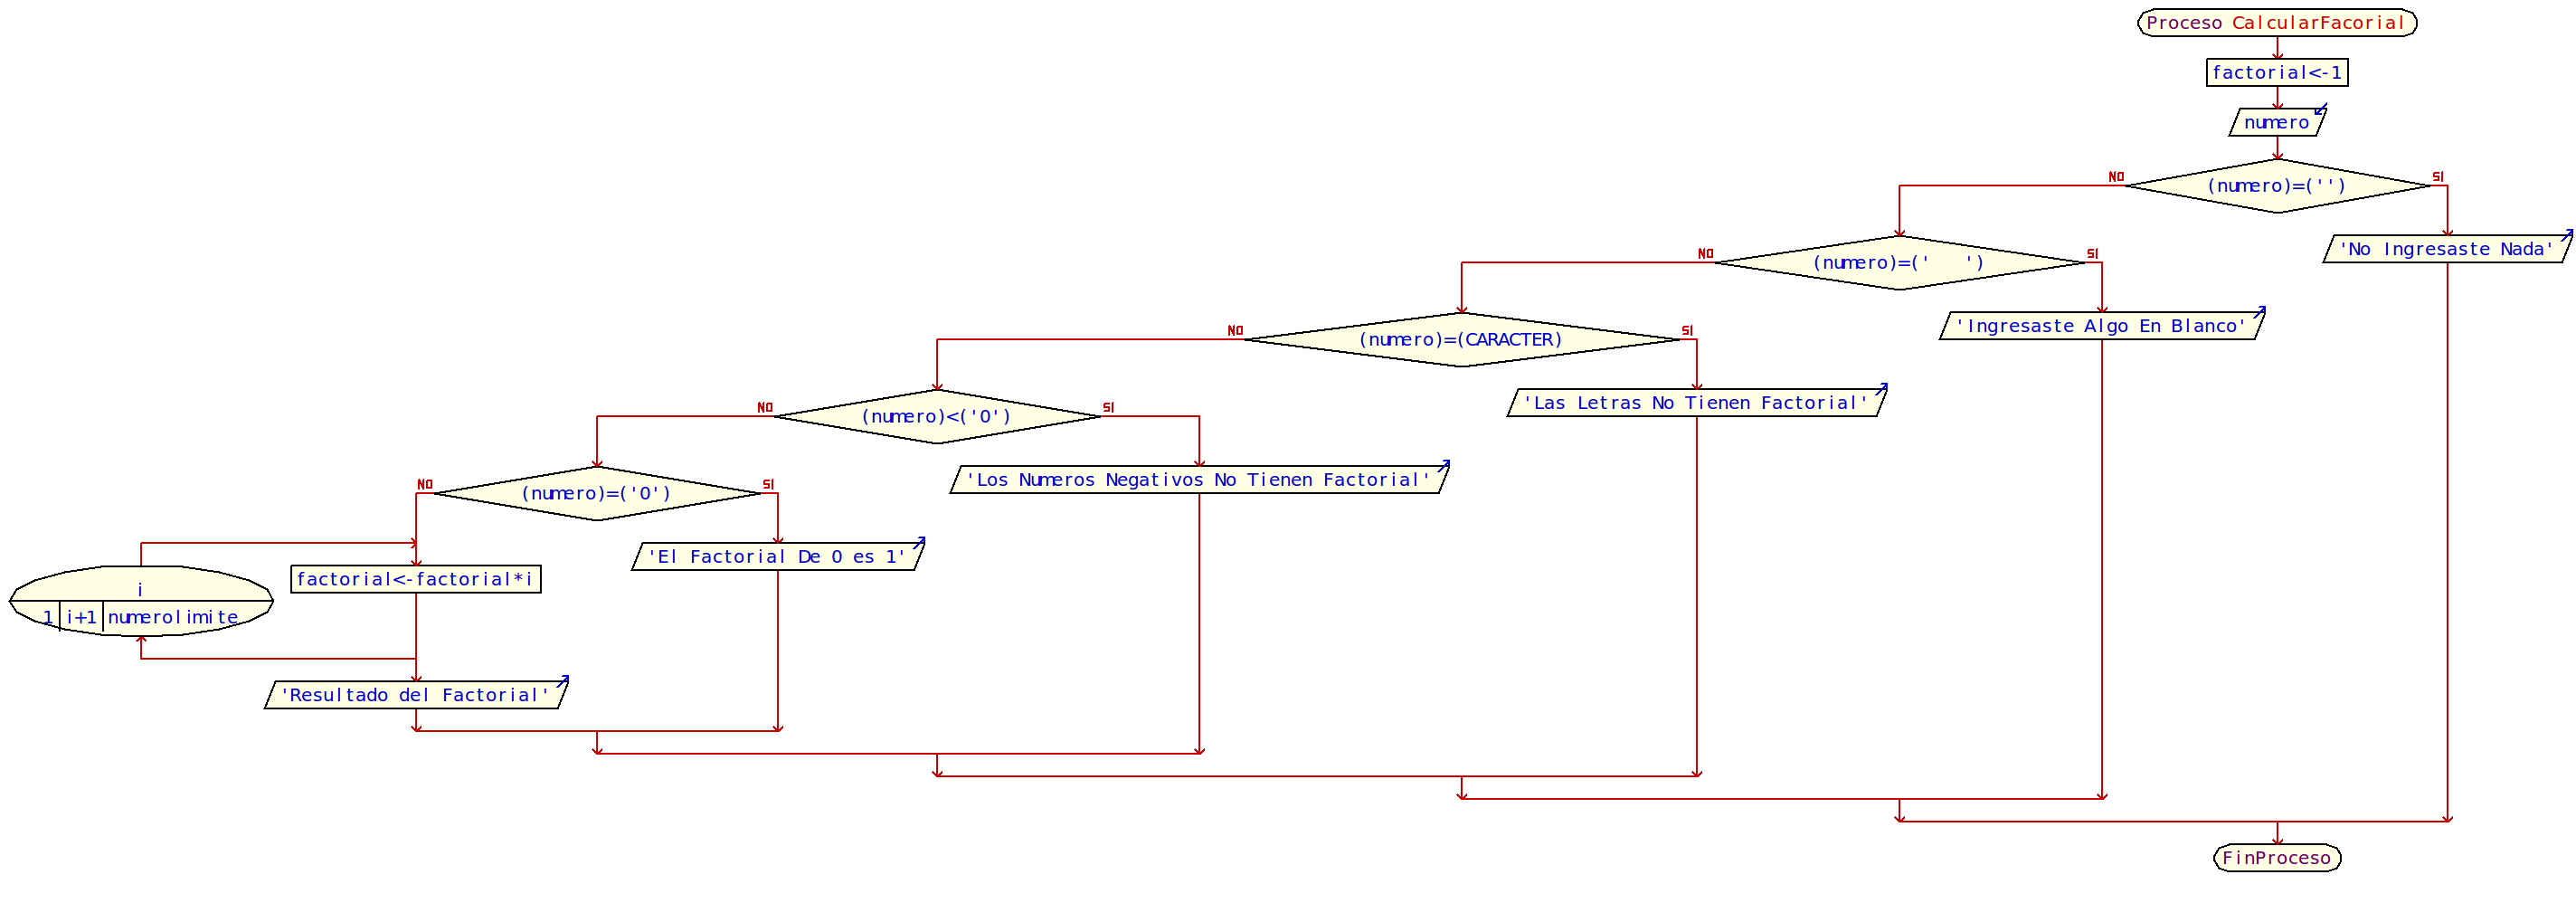 Proceso CalcularFacorial
factorial<-1
numero
NO
(numero)=('')
SI
'No Ingresaste Nada'
NO
(numero)=('   ')
SI
'Ingresaste Algo En Blanco'
NO
(numero)=(CARACTER)
SI
'Las Letras No Tienen Factorial'
NO
(numero)<('0')
SI
'Los Numeros Negativos No Tienen Factorial'
NO
(numero)=('0')
SI
'El Factorial De 0 es 1'
factorial<-factorial*i
i
1 i+1 numerolimite
'Resultado del Factorial'
FinProceso